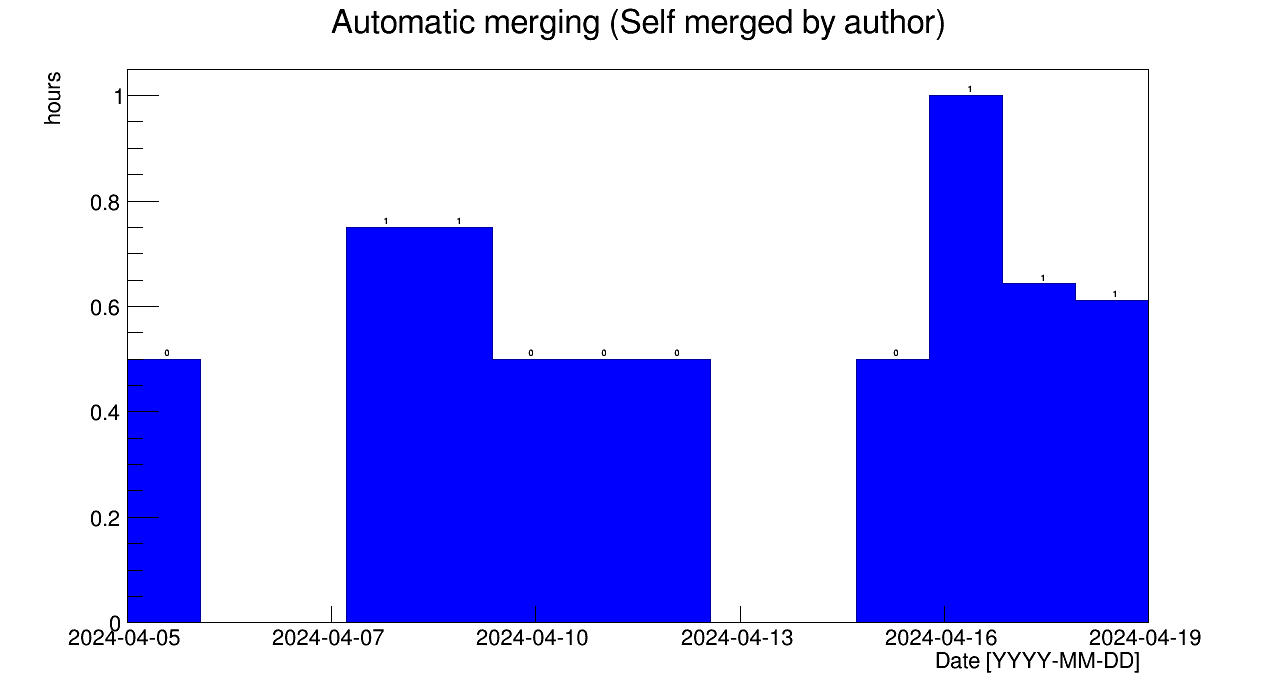 Automatic merging (Self merged by author)
hours
1
0.8
0.6
0.4
0.2
0
0 1 1 0 0 0 0 1 1 1
2024-04-05 2024-04-07 2024-04-10 2024-04-13 2024-04-16 2024-04-19
Date [YYYY-MM-DD]